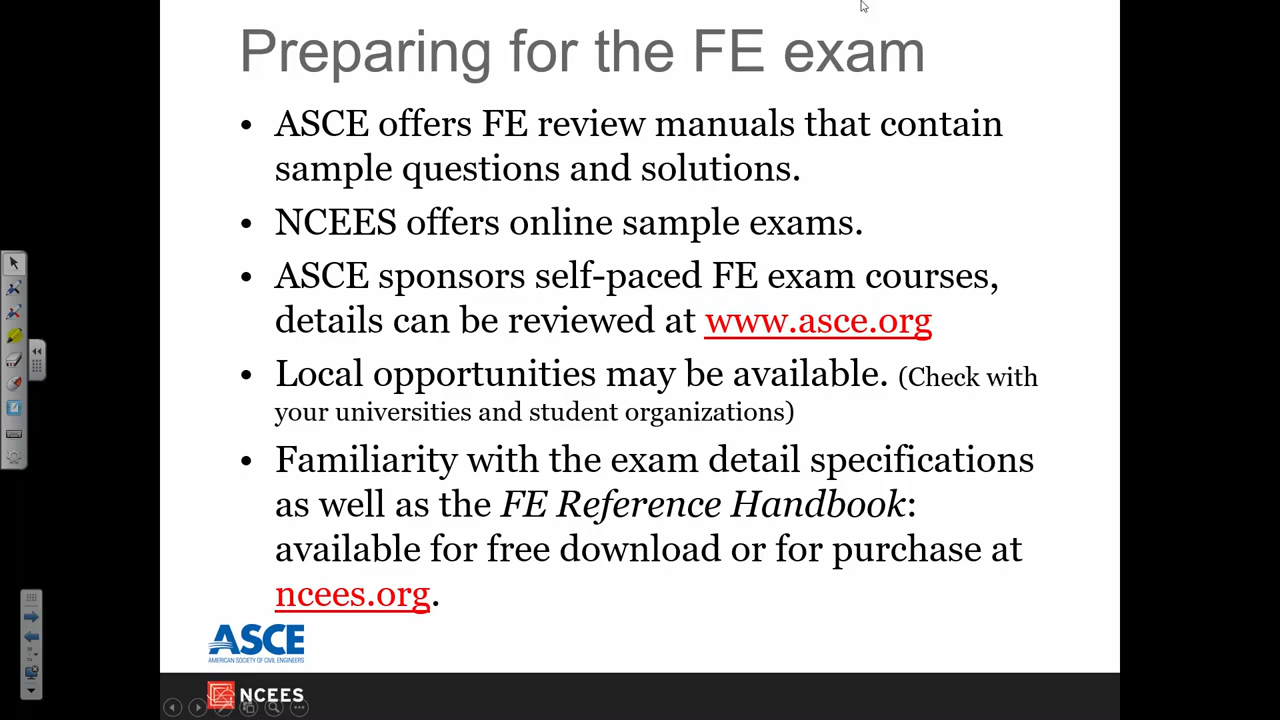 Preparing for the FE exam
• ASCE offers FE review manuals that contain
sample questions and solutions.
• NCEES offers online sample exams.
• ASCE sponsors self-paced FE exam courses,
details can be reviewed at www.asce.org
• Local opportunities may be available. (Check with
your universities and student organizations)
• Familiarity with the exam detail specifications
as well as the FE Reference Handbook:
available for free download or for purchase at
ncees.org.
ASCE
AMERICAN SOCIETY OF CIVIL ENGINEERS
NCEES